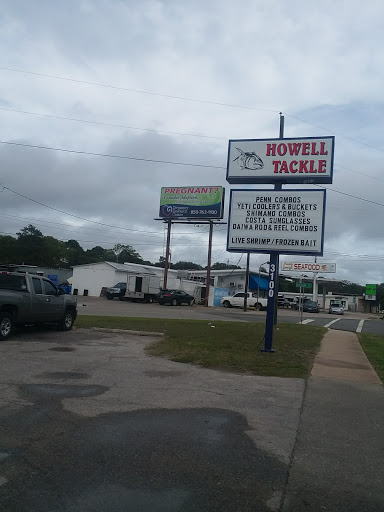 HOWELL
TACKLE
PENN COMBOS
YETI COOLERS & BUCKETS
SHIMANO COMBOS
COSTA SUNGLASSES
DAIWA ROD & REEL COMBOS
LIVE SHRIMP / FROZEN BAIT
3100
PREGNANT?
SEAFOOD